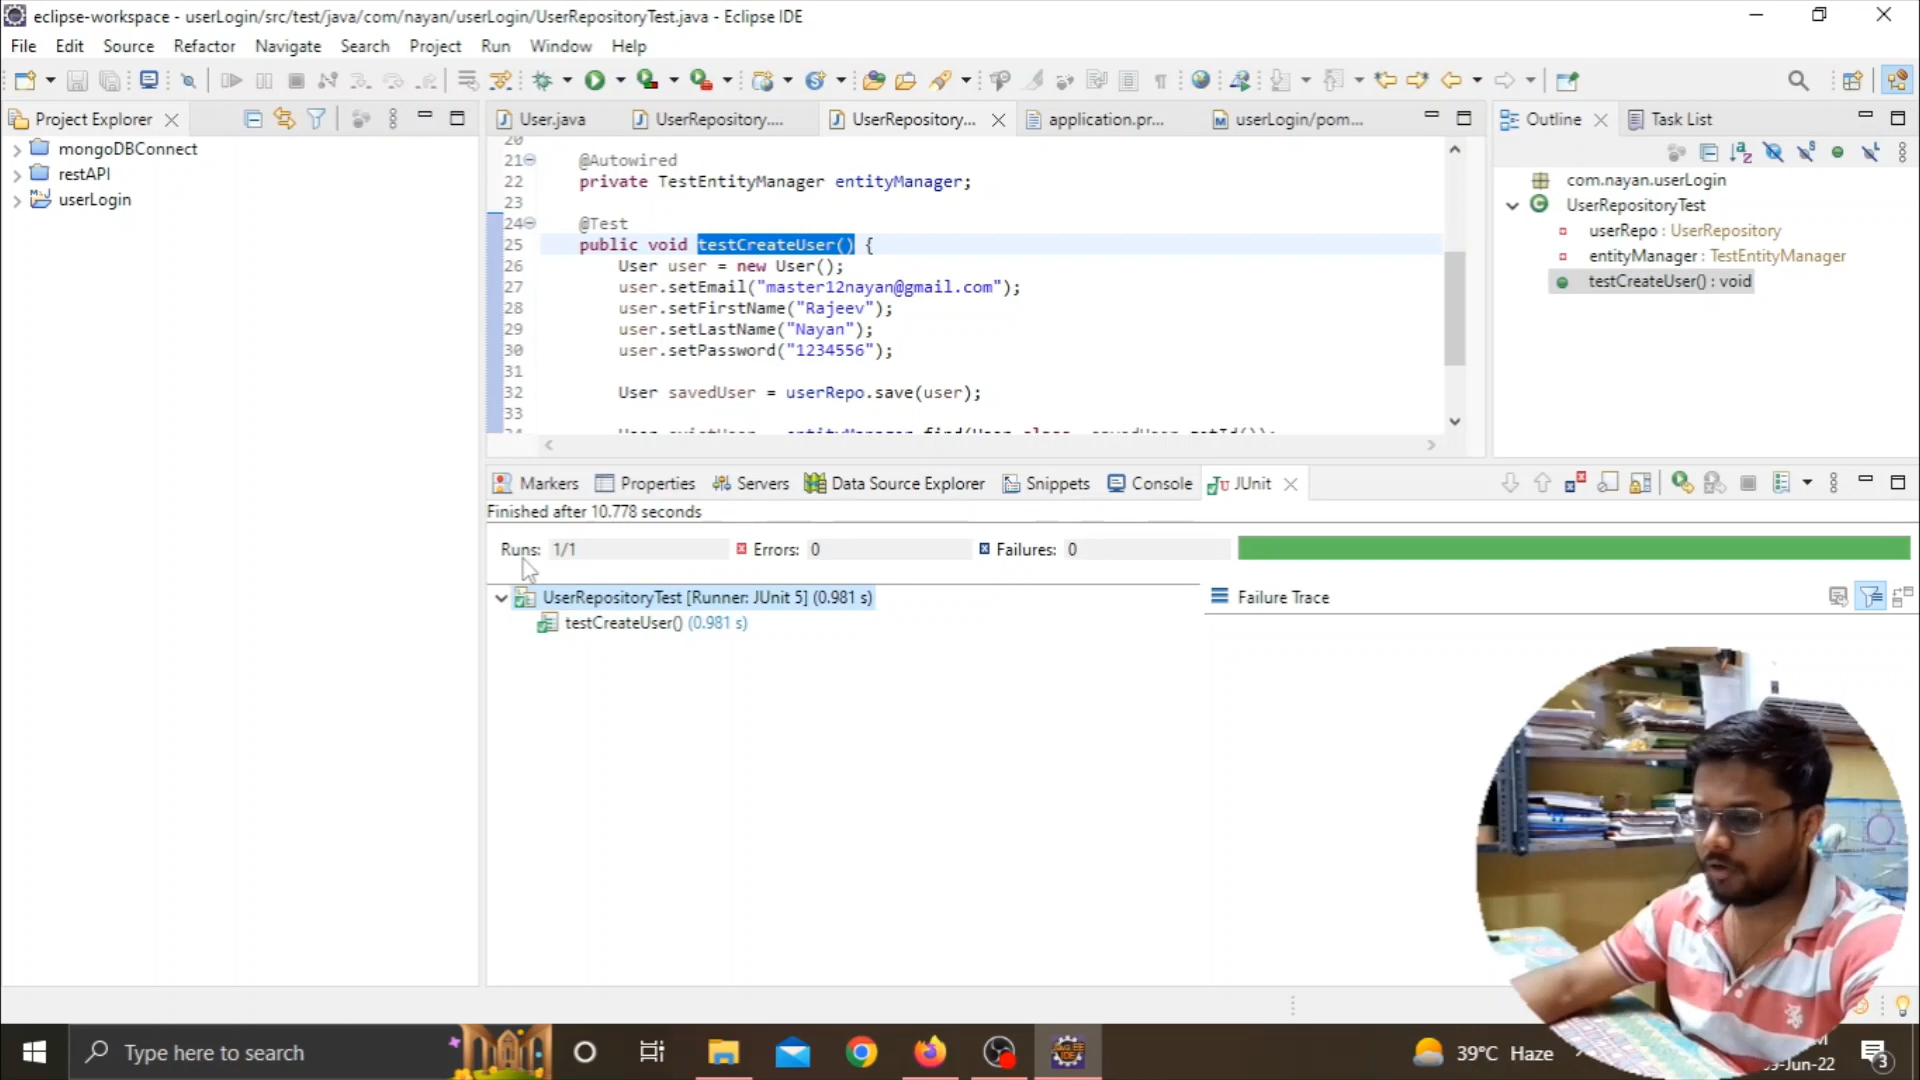 eclipse-workspace - userLogin/src/test/java/com/nayan/userLogin/UserRepositoryTest.java - Eclipse IDE
File Edit Source Refactor Navigate Search Project Run Window Help
Project Explorer
mongoDBConnect
restAPI
userLogin
User.java UserRepository.... UserRepository... application.pr... userLogin/pom...
20
21 @Autowired
22 private TestEntityManager entityManager;
23
24 @Test
25 public void testCreateUser() {
26 User user = new User();
27 user.setEmail("master12nayan@gmail.com");
28 user.setFirstName("Rajeev");
29 user.setLastName("Nayan");
30 user.setPassword("1234556");
31
32 User savedUser = userRepo.save(user);
33
Outline Task List
com.nayan.userLogin
UserRepositoryTest
userRepo : UserRepository
entityManager : TestEntityManager
testCreateUser() : void
Markers Properties Servers Data Source Explorer Snippets Console JUnit
Finished after 10.778 seconds
Runs: 1/1 Errors: 0 Failures: 0
UserRepositoryTest [Runner: JUnit 5] (0.981 s)
testCreateUser() (0.981 s)
Failure Trace
Type here to search
39°C Haze
-Jun-22
3